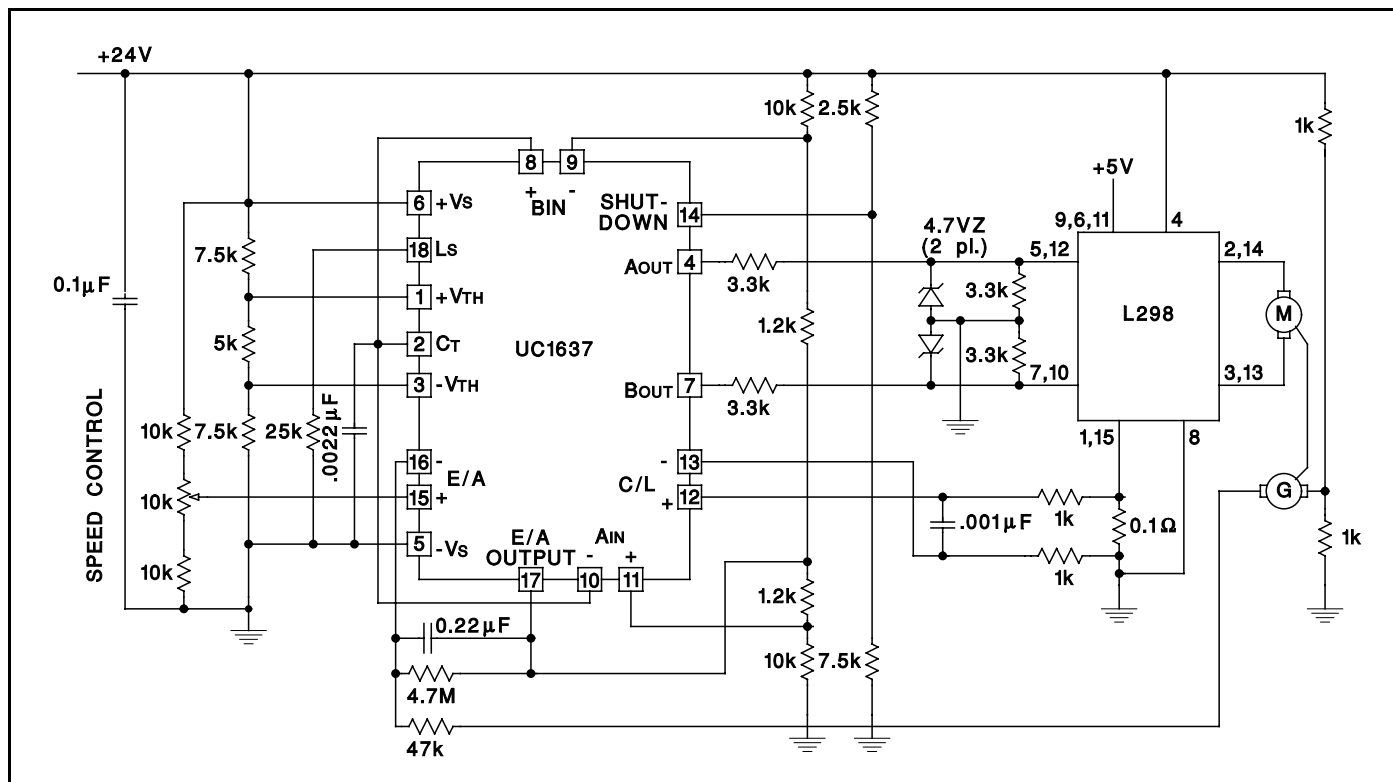 +24V
0.1μF
SPEED CONTROL
10k
10k
10k
7.5k
5k
7.5k
25k
.0022μF
8
9
+ BIN -
6 +VS
18 LS
1 +VTH
2 CT
3 -VTH
16 -
E/A
15 +
5 -VS
UC1637
SHUT-
DOWN 14
AOUT 4
BOUT 7
- 13
C/L
+ 12
E/A
OUTPUT
17
AIN
- +
10 11
0.22μF
4.7M
47k
10k
2.5k
1.2k
1.2k
10k
7.5k
3.3k
3.3k
4.7VZ
(2 pl.)
3.3k
3.3k
+5V
9,6,11
4
5,12
2,14
L298
7,10
3,13
1,15
8
.001μF
1k
1k
0.1Ω
M
G
1k
1k